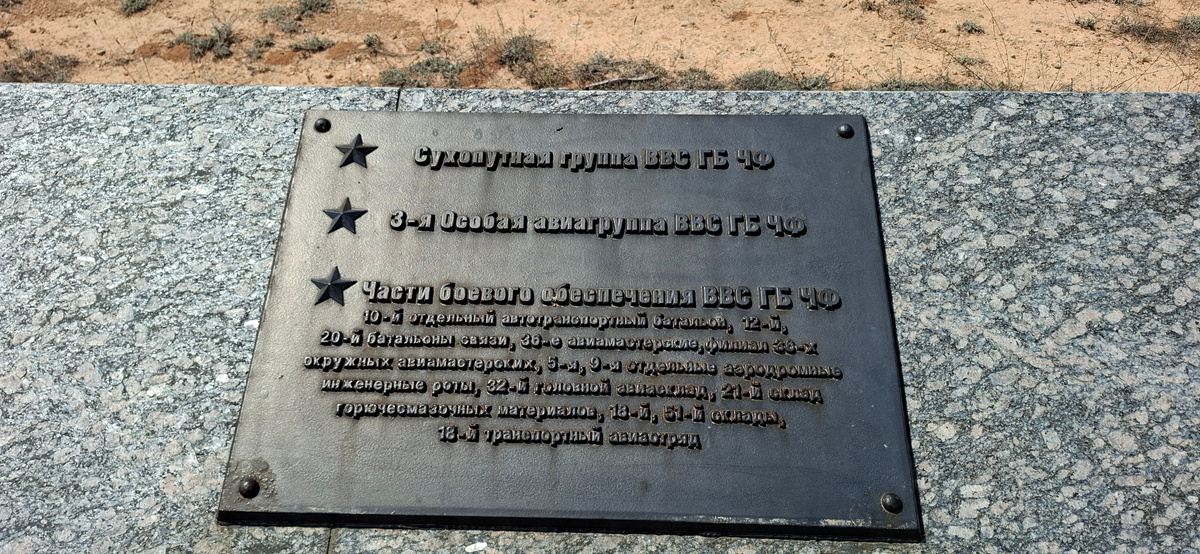 Сухопутная группа ВВС ГБ ЧФ
3-я Особая авиагруппа ВВС ГБ ЧФ
Части боевого обеспечения ВВС ГБ ЧФ
10-й отдельный автотранспортный батальон, 12-й,
20-й батальоны связи, 36-е авиамастерские, филиал 36-х
окружных авиамастерских, 5-я, 9-я отдельные аэродромные
инженерные роты, 32-й головной авиасклад, 21-й склад
горючесмазочных материалов, 18-й, 51-й склады,
18-й транспортный авиаотряд